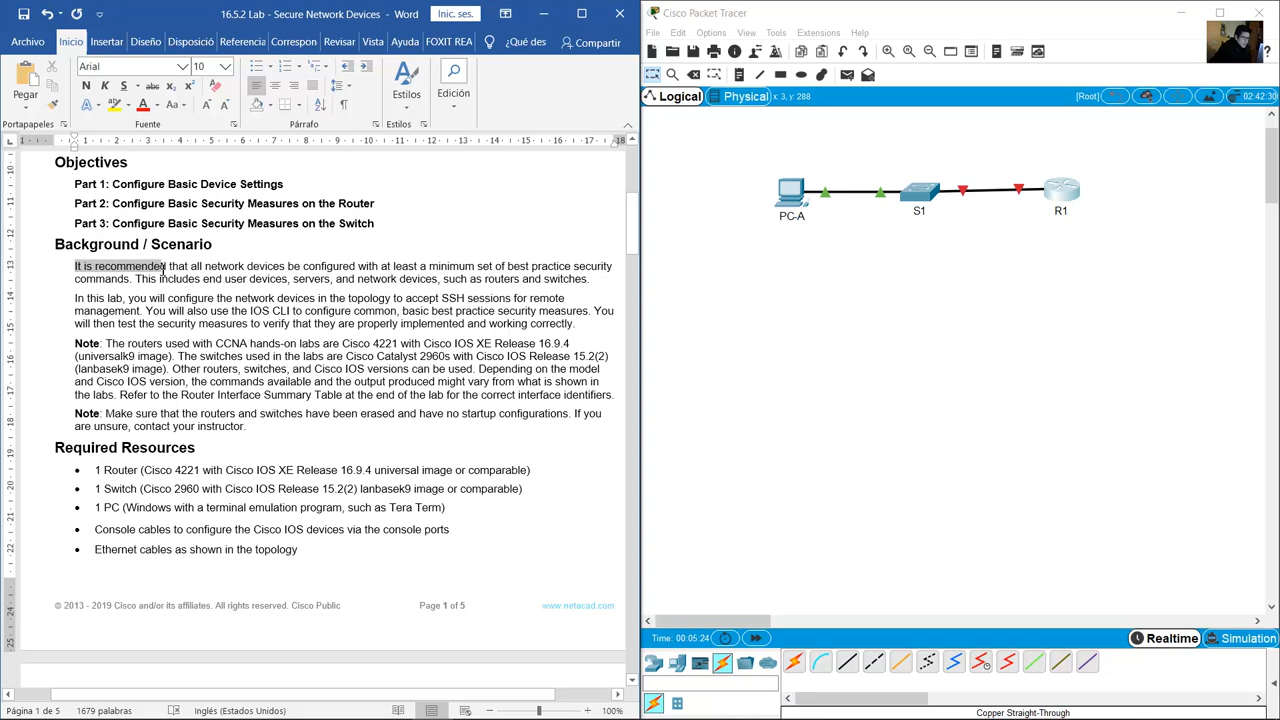 16.5.2 Lab - Secure Network Devices
Inic. ses.
Archivo Inicio Insertar Dibujar Disposició Referencia Correspon Revisar Vista Ayuda FOXIT REA ¿Qué des Compartir
Arial 10
Pegar Estilos Edición
Portapapeles Fuente Párrafo Estilos
Objectives
Part 1: Configure Basic Device Settings
Part 2: Configure Basic Security Measures on the Router
Part 3: Configure Basic Security Measures on the Switch
Background / Scenario
It is recommended that all network devices be configured with at least a minimum set of best practice security
commands. This includes end user devices, servers, and network devices, such as routers and switches.
In this lab, you will configure the network devices in the topology to accept SSH sessions for remote
management. You will also use the IOS CLI to configure common, basic best practice security measures. You
will then test the security measures to verify that they are properly implemented and working correctly.
Note: The routers used with CCNA hands-on labs are Cisco 4221 with Cisco IOS XE Release 16.9.4
(universalk9 image). The switches used in the labs are Cisco Catalyst 2960s with Cisco IOS Release 15.2(2)
(lanbasek9 image). Other routers, switches, and Cisco IOS versions can be used. Depending on the model
and Cisco IOS version, the commands available and the output produced might vary from what is shown in
the labs. Refer to the Router Interface Summary Table at the end of the lab for the correct interface identifiers.
Note: Make sure that the routers and switches have been erased and have no startup configurations. If you
are unsure, contact your instructor.
Required Resources
• 1 Router (Cisco 4221 with Cisco IOS XE Release 16.9.4 universal image or comparable)
• 1 Switch (Cisco 2960 with Cisco IOS Release 15.2(2) lanbasek9 image or comparable)
• 1 PC (Windows with a terminal emulation program, such as Tera Term)
• Console cables to configure the Cisco IOS devices via the console ports
• Ethernet cables as shown in the topology
© 2013 - 2019 Cisco and/or its affiliates. All rights reserved. Cisco Public Page 1 of 5 www.netacad.com
Página 1 de 5 palabras Inglés (Estados Unidos) 100%
Cisco Packet Tracer
File Edit Options View Tools Extensions Help
Logical Physical x: 3, y: 288 [Root] 02:42:30
PC-A S1 R1
Time: 00:05:24 Realtime Simulation
Copper Straight-Through